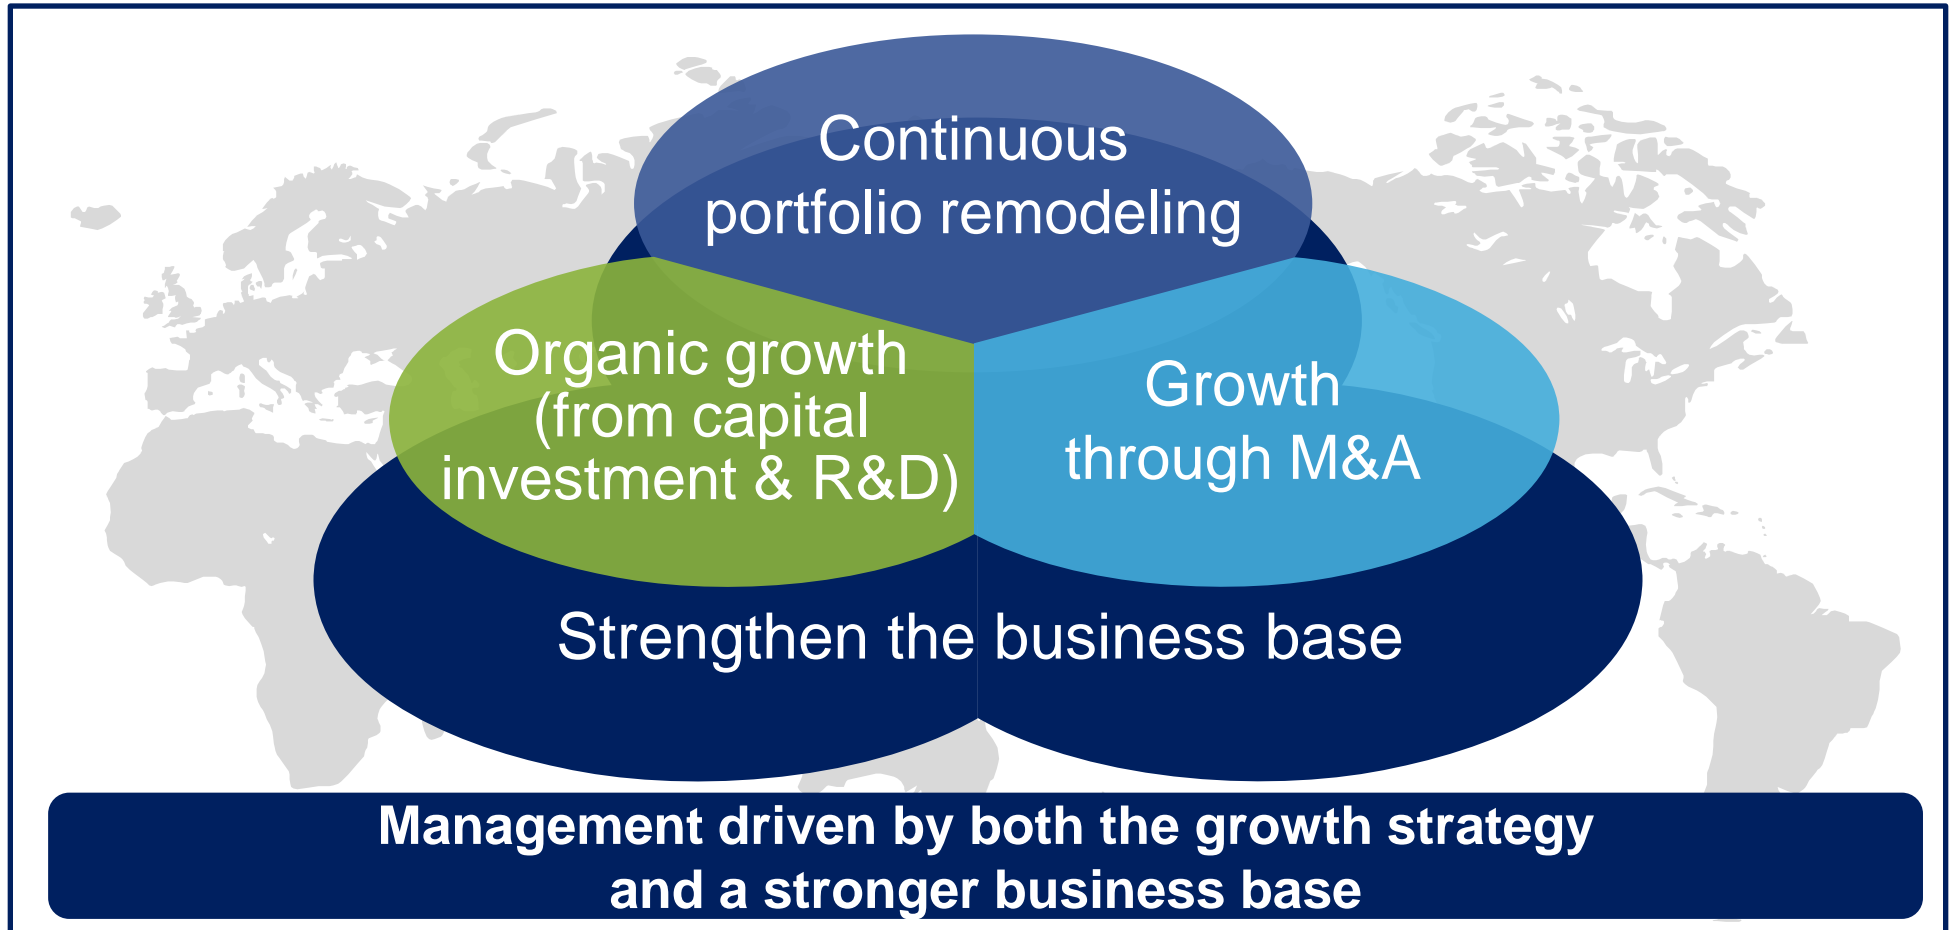 Continuous
portfolio remodeling
Organic growth
(from capital
investment & R&D)
Growth
through M&A
Strengthen the business base
Management driven by both the growth strategy
and a stronger business base